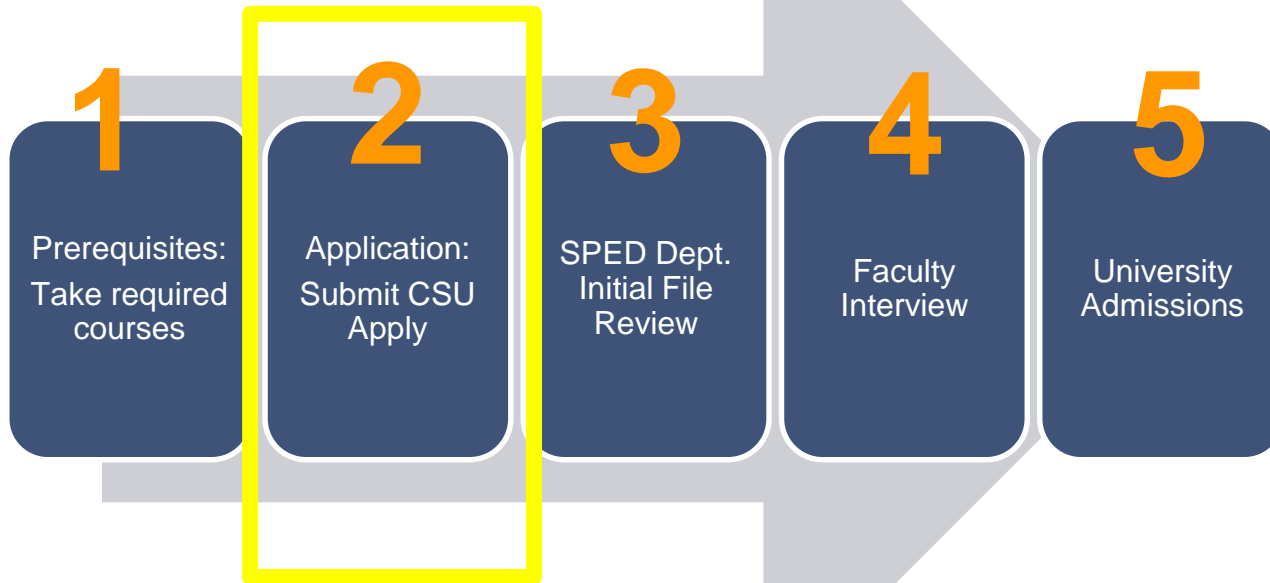 1
Prerequisites:
Take required
courses
2
Application:
Submit CSU
Apply
3
SPED Dept.
Initial File
Review
4
Faculty
Interview
5
University
Admissions